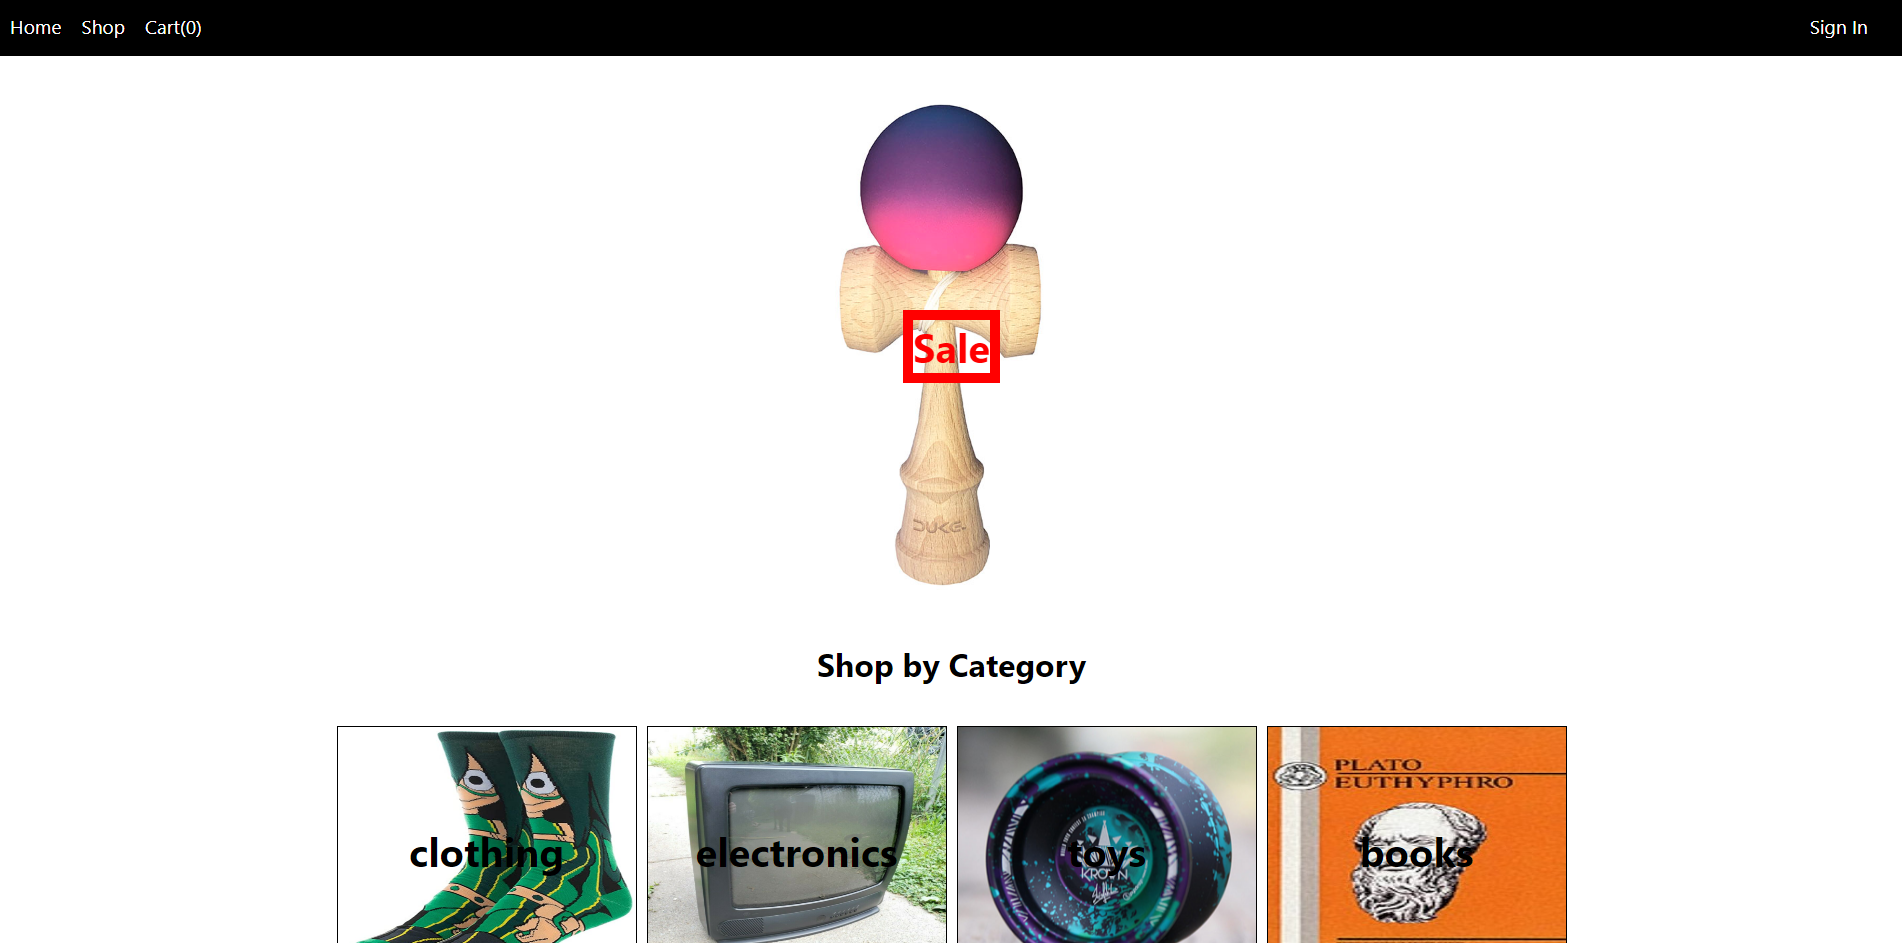 Home Shop Cart(0) Sign In
Sale
DUKE
Shop by Category
clothing
electronics
toys
KROWN
books
PLATO
EUTHYPHRO